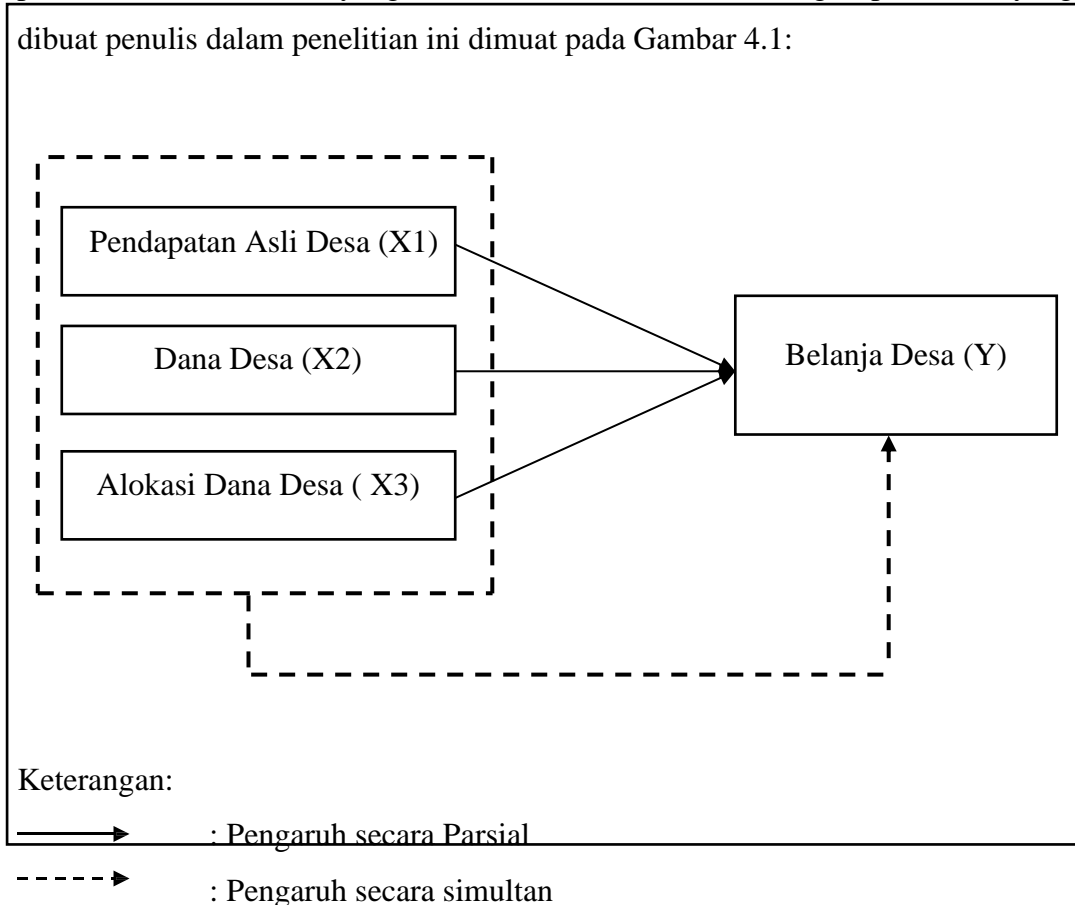 dibuat penulis dalam penelitian ini dimuat pada Gambar 4.1:
Pendapatan Asli Desa (X1)
Dana Desa (X2)
Alokasi Dana Desa ( X3)
Belanja Desa (Y)
Keterangan:
: Pengaruh secara Parsial
: Pengaruh secara simultan